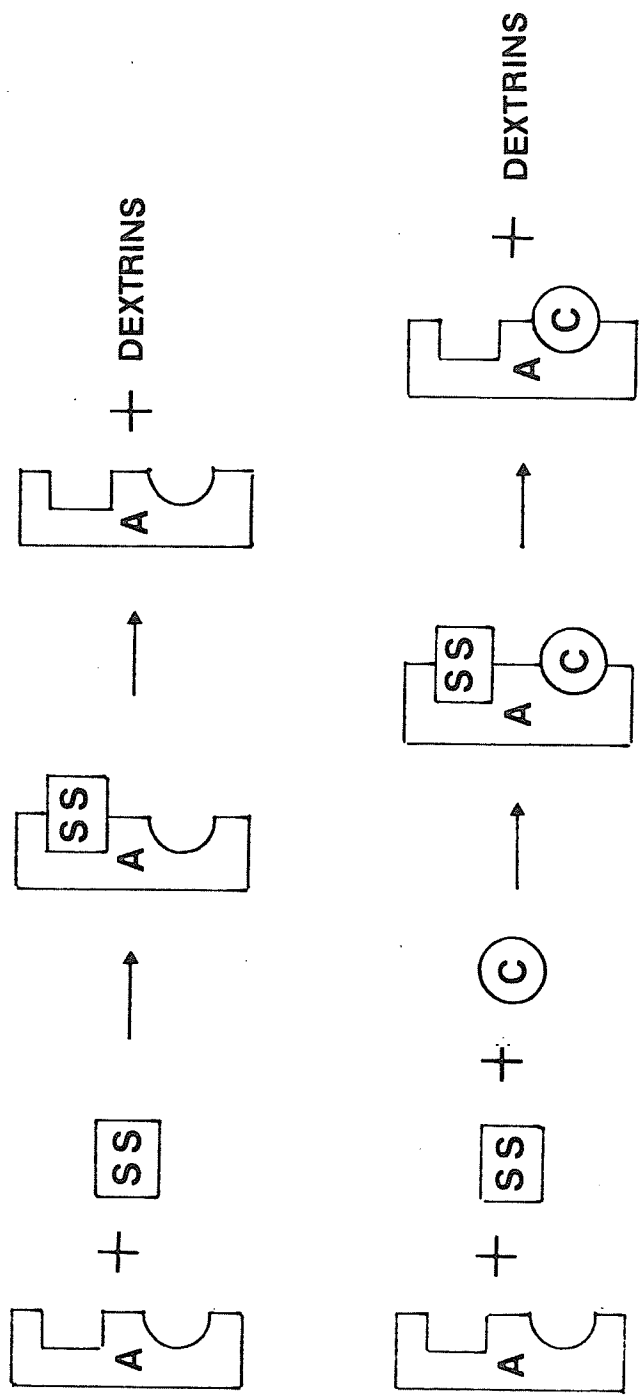 A + SS → A SS → A + DEXTRINS
A + SS + C → A SS C → A C + DEXTRINS